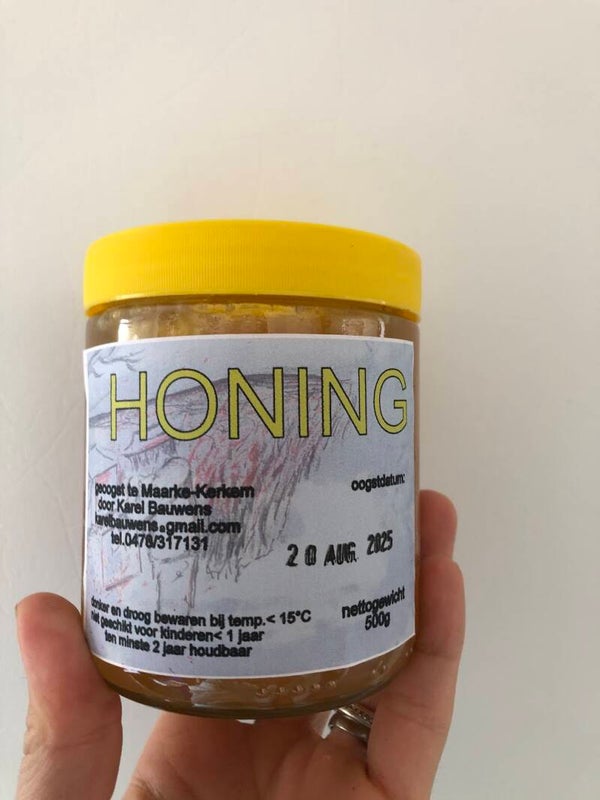 HONING
geoogst te Maarke-Kerkem
door Karel Bauwens
karelbauwens@gmail.com
tel.0476/317131
oogstdatum:
20 AUG. 2025
donker en droog bewaren bij temp.< 15°C
niet geschikt voor kinderen< 1 jaar
ten minste 2 jaar houdbaar
nettogewicht
500g